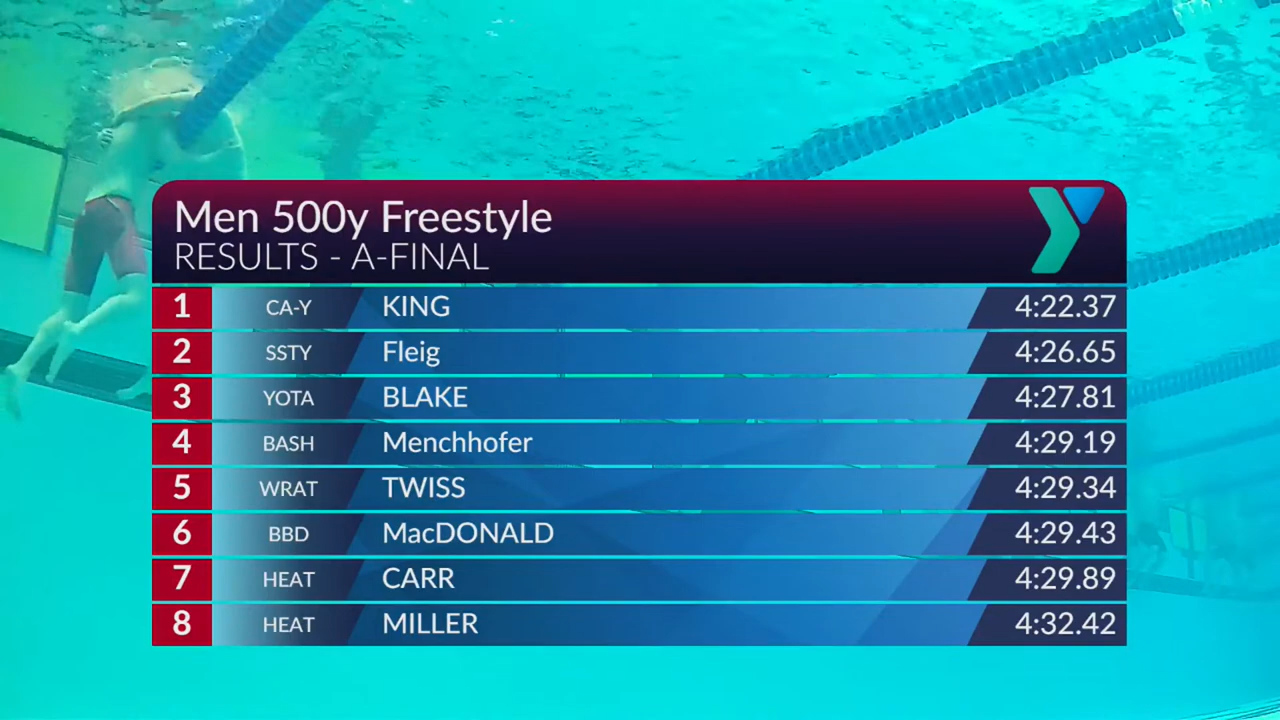 Men 500y Freestyle
RESULTS - A-FINAL
1 CA-Y KING 4:22.37
2 SSTY Fleig 4:26.65
3 YOTA BLAKE 4:27.81
4 BASH Menchhofer 4:29.19
5 WRAT TWISS 4:29.34
6 BBD MacDONALD 4:29.43
7 HEAT CARR 4:29.89
8 HEAT MILLER 4:32.42